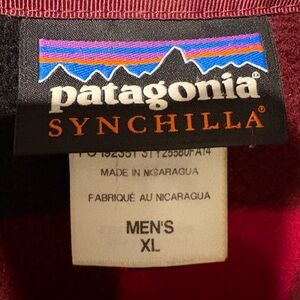 patagonia®
SYNCHILLA®
MADE IN NICARAGUA
FABRIQUÉ AU NICARAGUA
MEN'S
XL